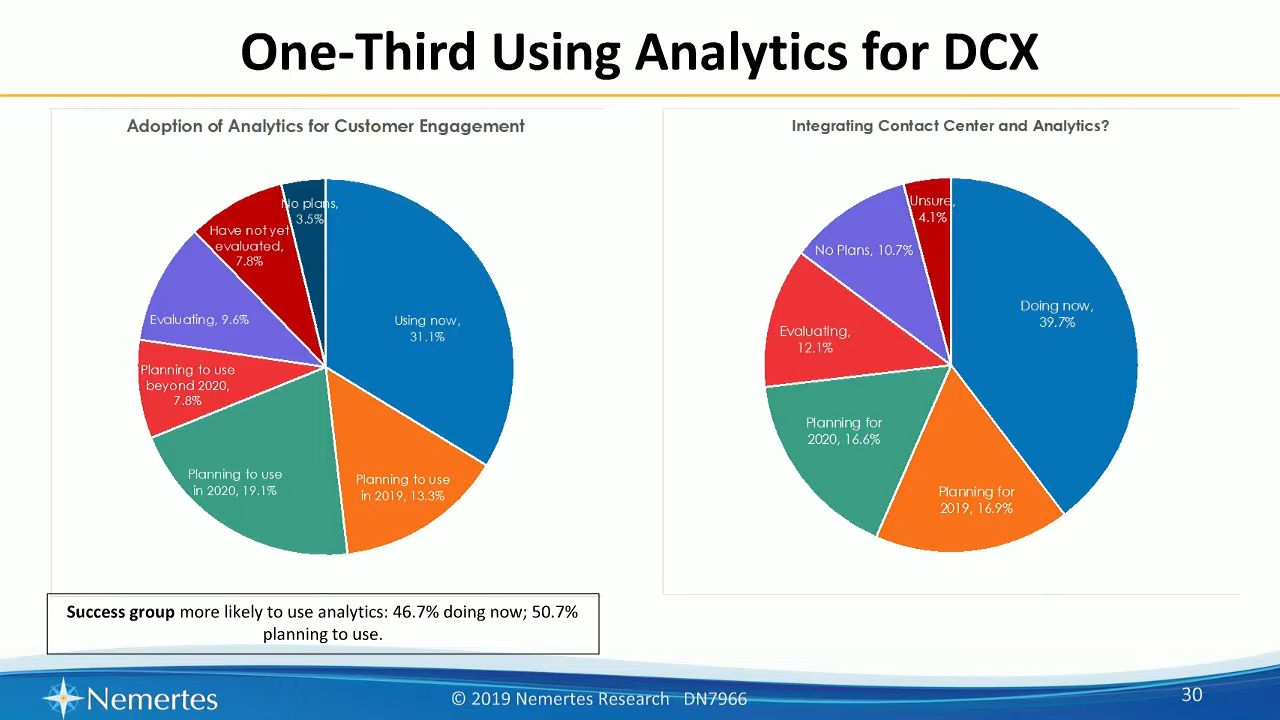 One-Third Using Analytics for DCX
Adoption of Analytics for Customer Engagement
No plans,
3.5%
Have not yet
evaluated,
7.8%
Evaluating, 9.6%
Using now,
31.1%
Planning to use
beyond 2020,
7.8%
Planning to use
in 2020, 19.1%
Planning to use
in 2019, 13.3%
Success group more likely to use analytics: 46.7% doing now; 50.7%
planning to use.
Integrating Contact Center and Analytics?
Unsure,
4.1%
No Plans, 10.7%
Doing now,
39.7%
Evaluating,
12.1%
Planning for
2020, 16.6%
Planning for
2019, 16.9%
Nemertes
© 2019 Nemertes Research DN7966
30